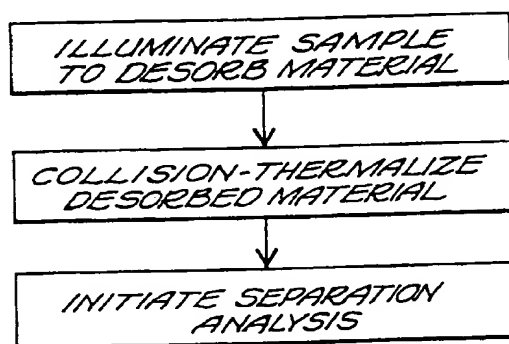 ILLUMINATE SAMPLE
TO DESORB MATERIAL
COLLISION-THERMALIZE
DESORBED MATERIAL
INITIATE SEPARATION
ANALYSIS